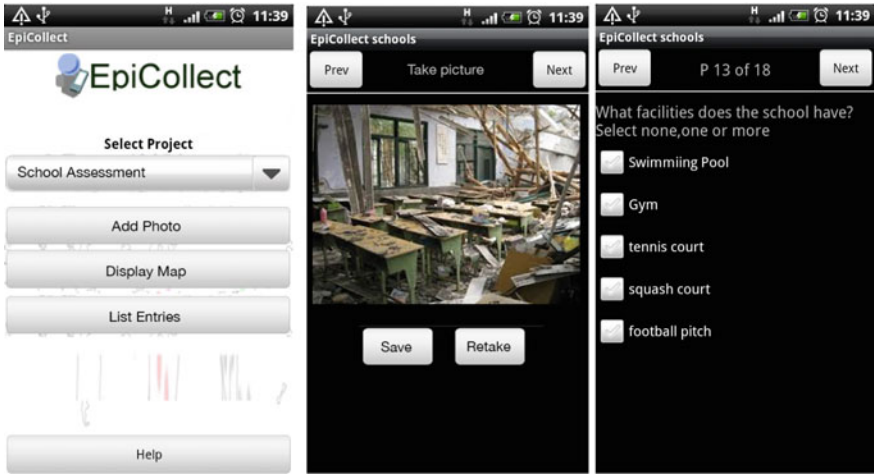 H 11:39
EpiCollect
EpiCollect
Select Project
School Assessment
Add Photo
Display Map
List Entries
Help
H 11:39
EpiCollect schools
Prev Take picture Next
Save Retake
H 11:39
EpiCollect schools
Prev P 13 of 18 Next
What facilities does the school have?
Select none,one or more
Swimmiing Pool
Gym
tennis court
squash court
football pitch